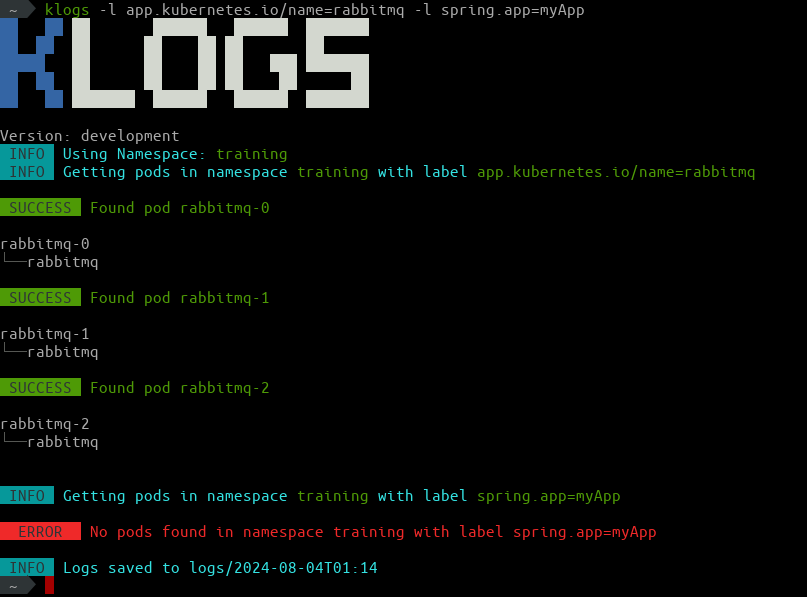 ~ klogs -l app.kubernetes.io/name=rabbitmq -l spring.app=myApp
KLOGS
Version: development
INFO Using Namespace: training
INFO Getting pods in namespace training with label app.kubernetes.io/name=rabbitmq
SUCCESS Found pod rabbitmq-0
rabbitmq-0
└──rabbitmq
SUCCESS Found pod rabbitmq-1
rabbitmq-1
└──rabbitmq
SUCCESS Found pod rabbitmq-2
rabbitmq-2
└──rabbitmq
INFO Getting pods in namespace training with label spring.app=myApp
ERROR No pods found in namespace training with label spring.app=myApp
INFO Logs saved to logs/2024-08-04T01:14
~